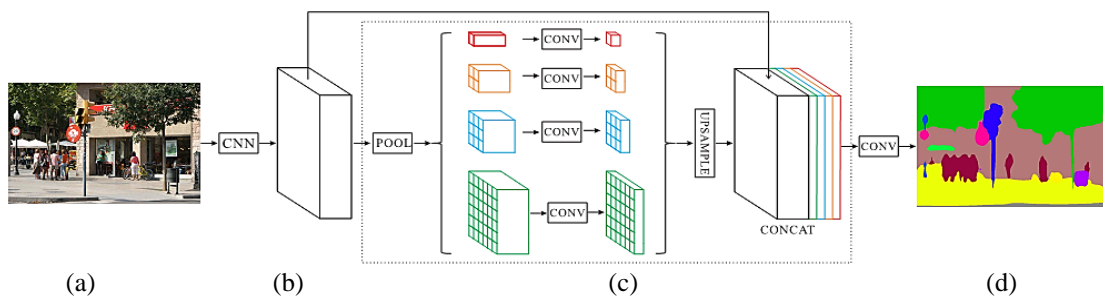 CONV
CONV
CNN
POOL
CONV
UPSAMPLE
CONV
CONV
CONCAT
(a)
(b)
(c)
(d)